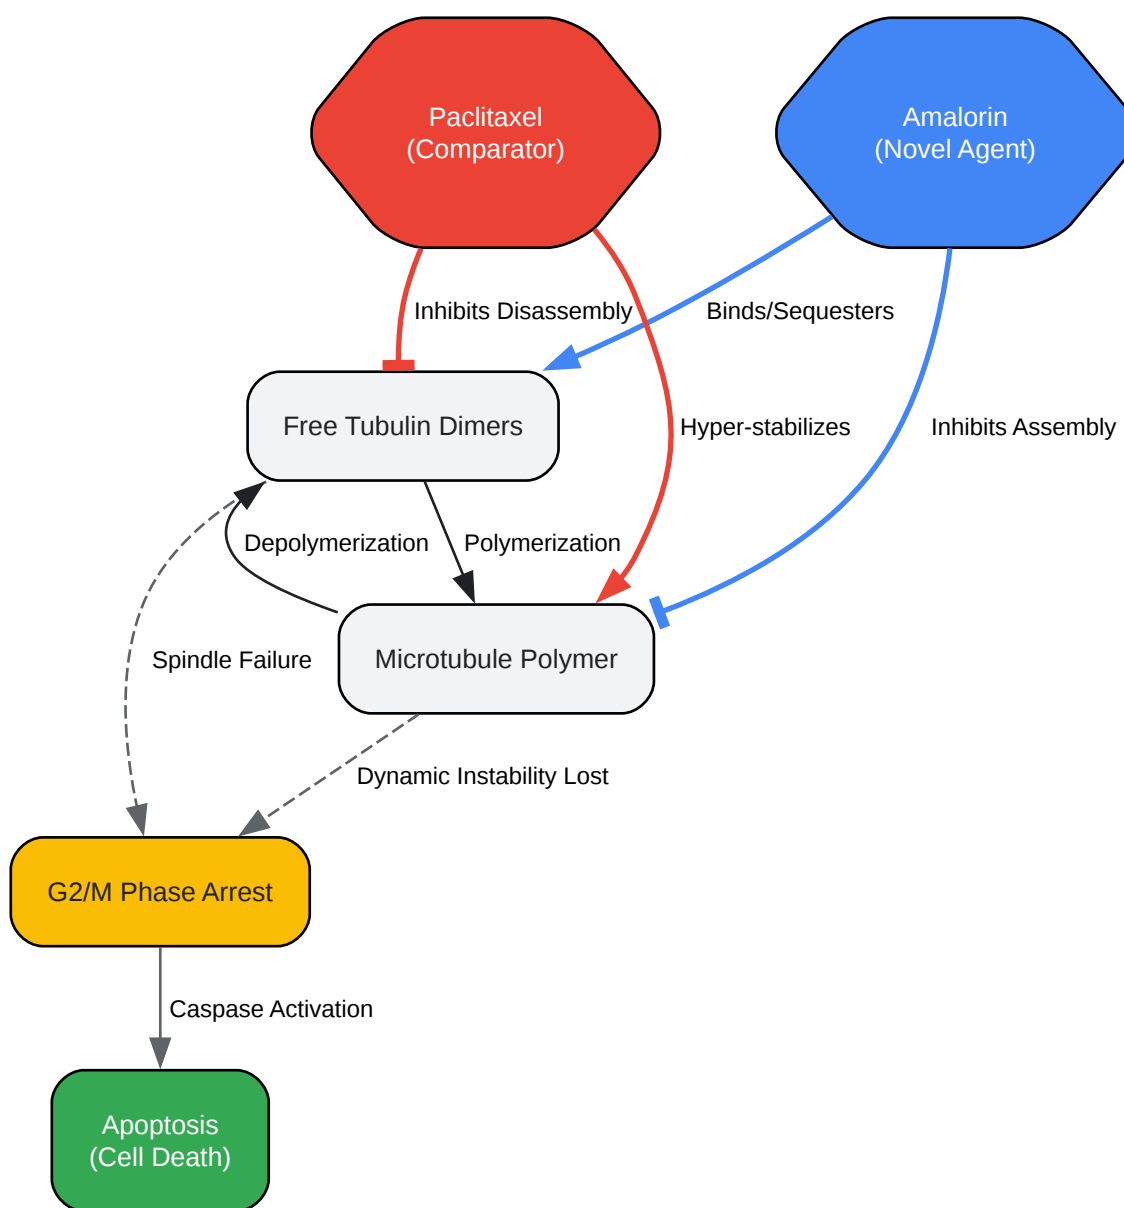 Paclitaxel
(Comparator)
Amalorin
(Novel Agent)
Inhibits Disassembly
Binds/Sequesters
Free Tubulin Dimers
Hyper-stabilizes
Inhibits Assembly
Depolymerization
Polymerization
Spindle Failure
Microtubule Polymer
Dynamic Instability Lost
G2/M Phase Arrest
Caspase Activation
Apoptosis
(Cell Death)